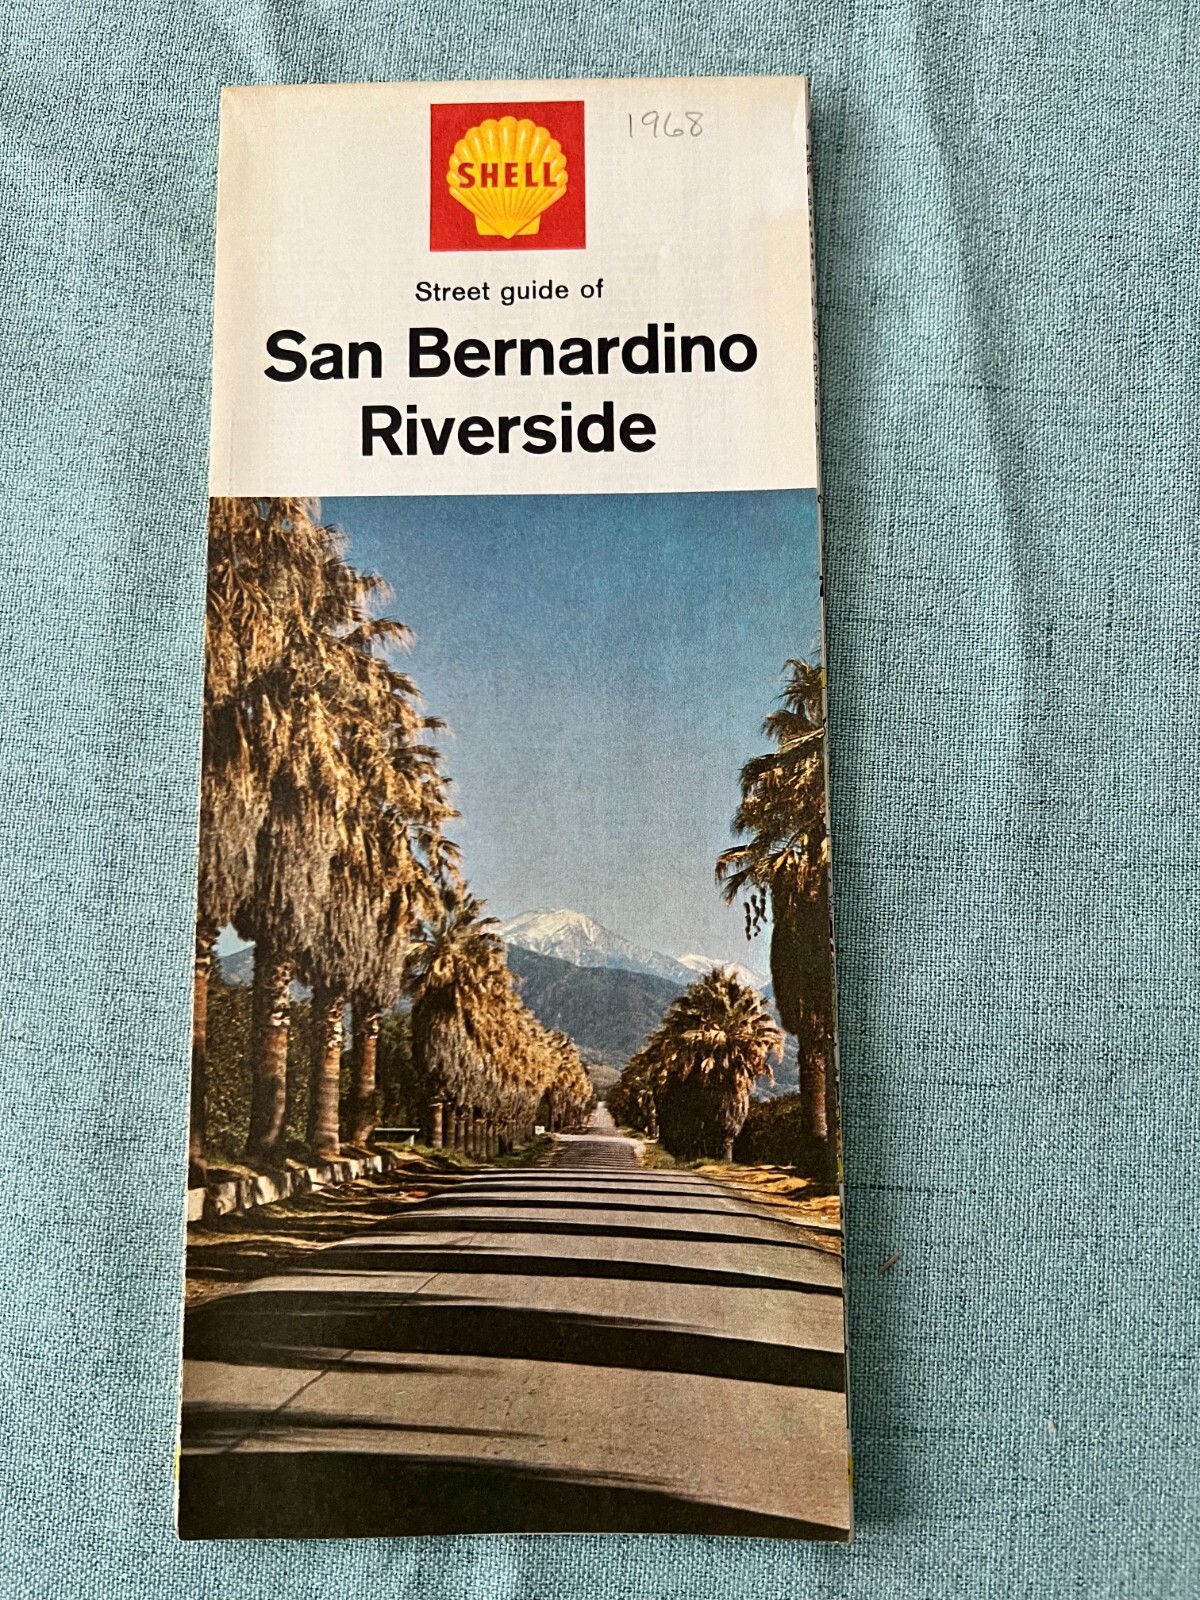 SHELL
1968
Street guide of
San Bernardino
Riverside